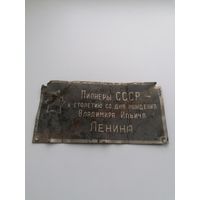 Пионеры СССР –
к столетию со дня рождения
Владимира Ильича
Ленина